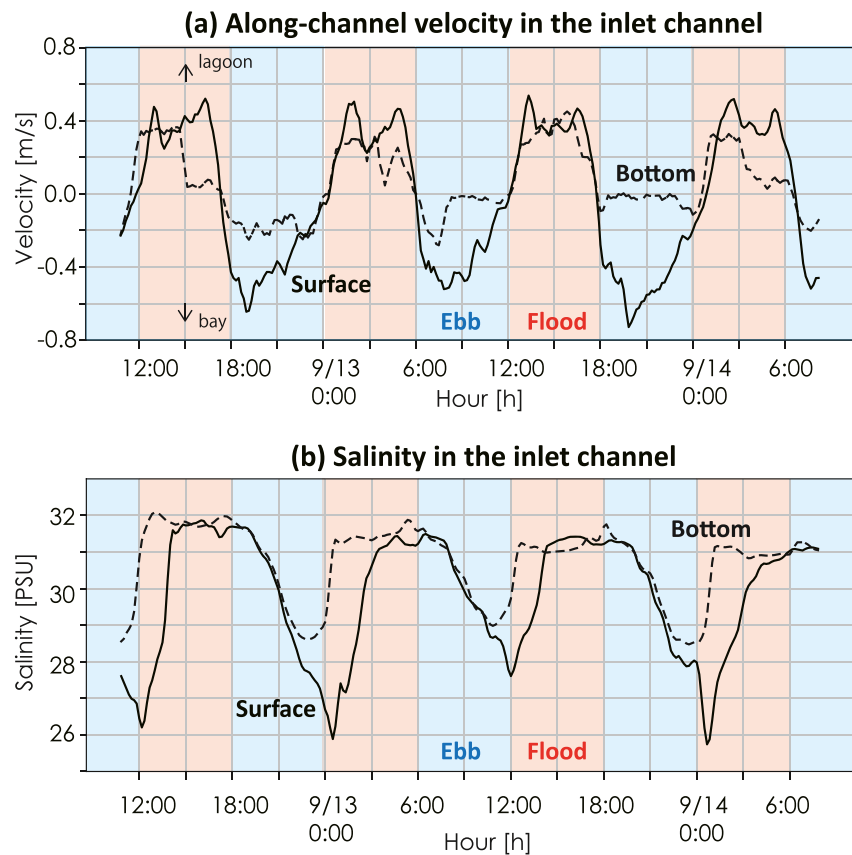 (a) Along-channel velocity in the inlet channel
0.8
lagoon
0.4
Velocity [m/s]
Bottom
0.0
-0.4
Surface
bay
Ebb
Flood
-0.8
12:00 18:00 9/13 6:00 12:00 18:00 9/14 6:00
0:00 0:00
Hour [h]
(b) Salinity in the inlet channel
32
Bottom
30
Salinity [PSU]
28
Surface
26
Ebb
Flood
12:00 18:00 9/13 6:00 12:00 18:00 9/14 6:00
0:00 0:00
Hour [h]